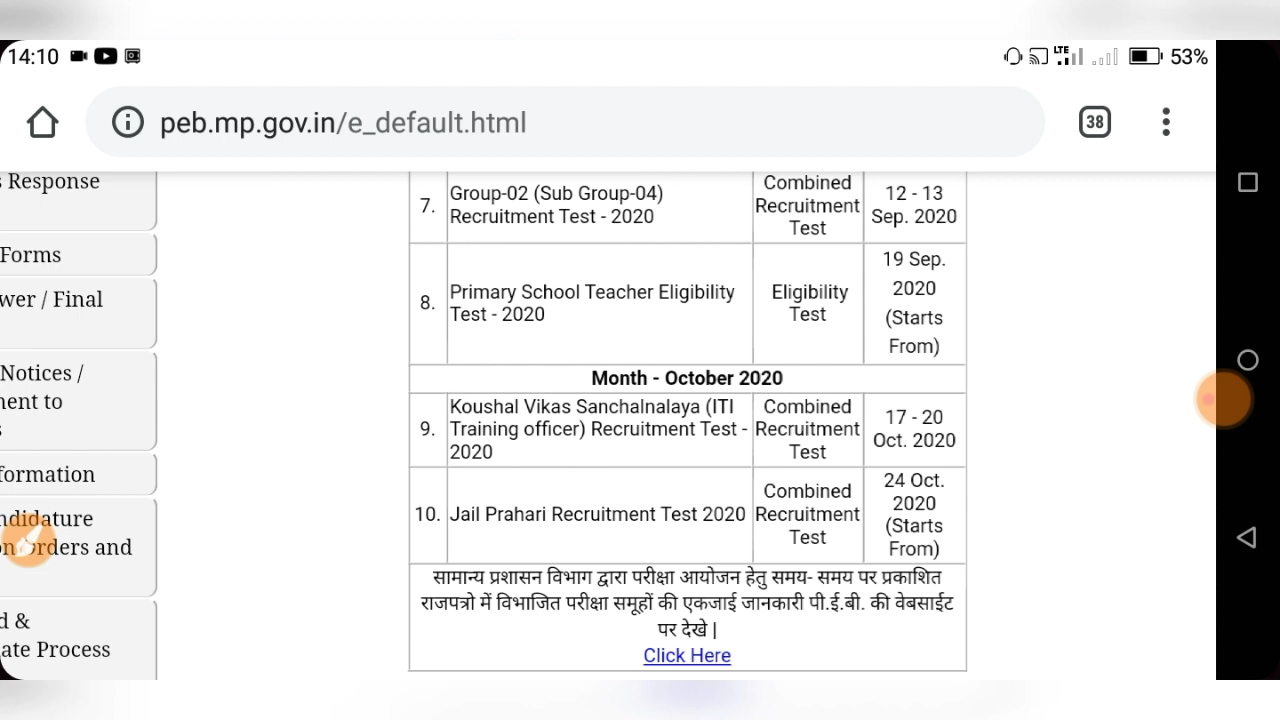 14:10
LTE
53%
peb.mp.gov.in/e_default.html
38
s Response
Forms
wer / Final
Notices /
nent to
s
formation
ndidature
on orders and
d &
ate Process
7.
Group-02 (Sub Group-04)
Recruitment Test - 2020
Combined
Recruitment
Test
12 - 13
Sep. 2020
8.
Primary School Teacher Eligibility
Test - 2020
Eligibility
Test
19 Sep.
2020
(Starts
From)
Month - October 2020
9.
Koushal Vikas Sanchalnalaya (ITI
Training officer) Recruitment Test -
2020
Combined
Recruitment
Test
17 - 20
Oct. 2020
10.
Jail Prahari Recruitment Test 2020
Combined
Recruitment
Test
24 Oct.
2020
(Starts
From)
सामान्य प्रशासन विभाग द्वारा परीक्षा आयोजन हेतु समय- समय पर प्रकाशित
राजपत्रो में विभाजित परीक्षा समूहों की एकजाई जानकारी पी.ई.बी. की वेबसाईट
पर देखे |
Click Here